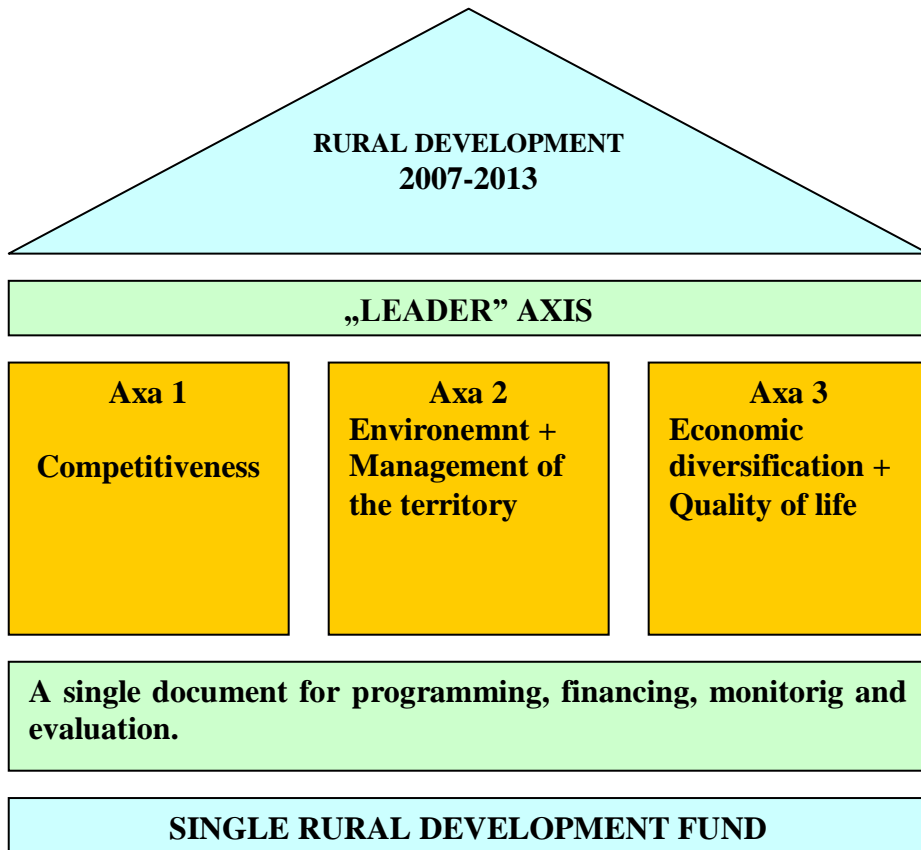 RURAL DEVELOPMENT
2007-2013
„LEADER” AXIS
Axa 1
Competitiveness
Axa 2
Environemnt +
Management of
the territory
Axa 3
Economic
diversification +
Quality of life
A single document for programming, financing, monitorig and
evaluation.
SINGLE RURAL DEVELOPMENT FUND